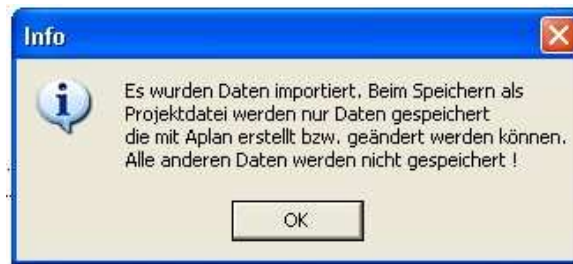 Info
Es wurden Daten importiert. Beim Speichern als
Projektdatei werden nur Daten gespeichert
die mit Aplan erstellt bzw. geändert werden können.
Alle anderen Daten werden nicht gespeichert !
OK